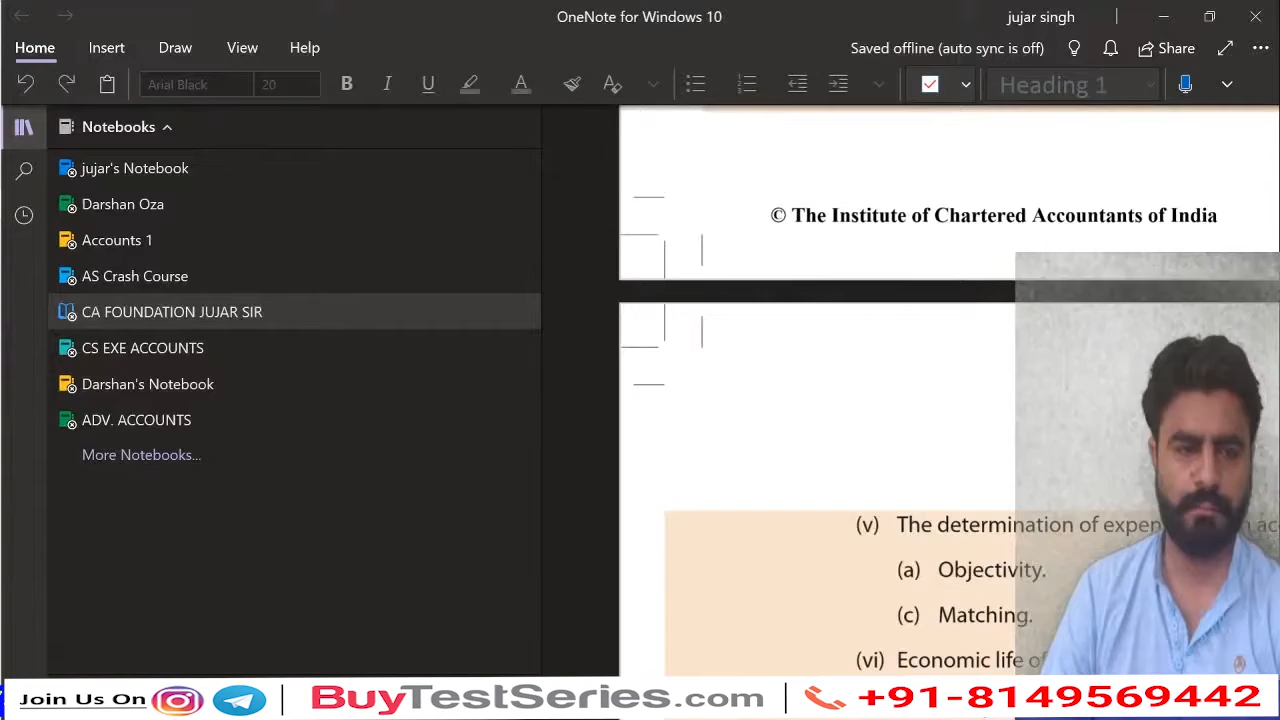 OneNote for Windows 10
jujar singh
Home Insert Draw View Help
Saved offline (auto sync is off) Share
Arial Black 20 B I U A A Heading 1
Notebooks
jujar's Notebook
Darshan Oza
Accounts 1
AS Crash Course
CA FOUNDATION JUJAR SIR
CS EXE ACCOUNTS
Darshan's Notebook
ADV. ACCOUNTS
More Notebooks...
© The Institute of Chartered Accountants of India
(v) The determination of
(a) Objectivity.
(c) Matching.
(vi) Economic life
Join Us On BuyTestSeries.com +91-8149569442